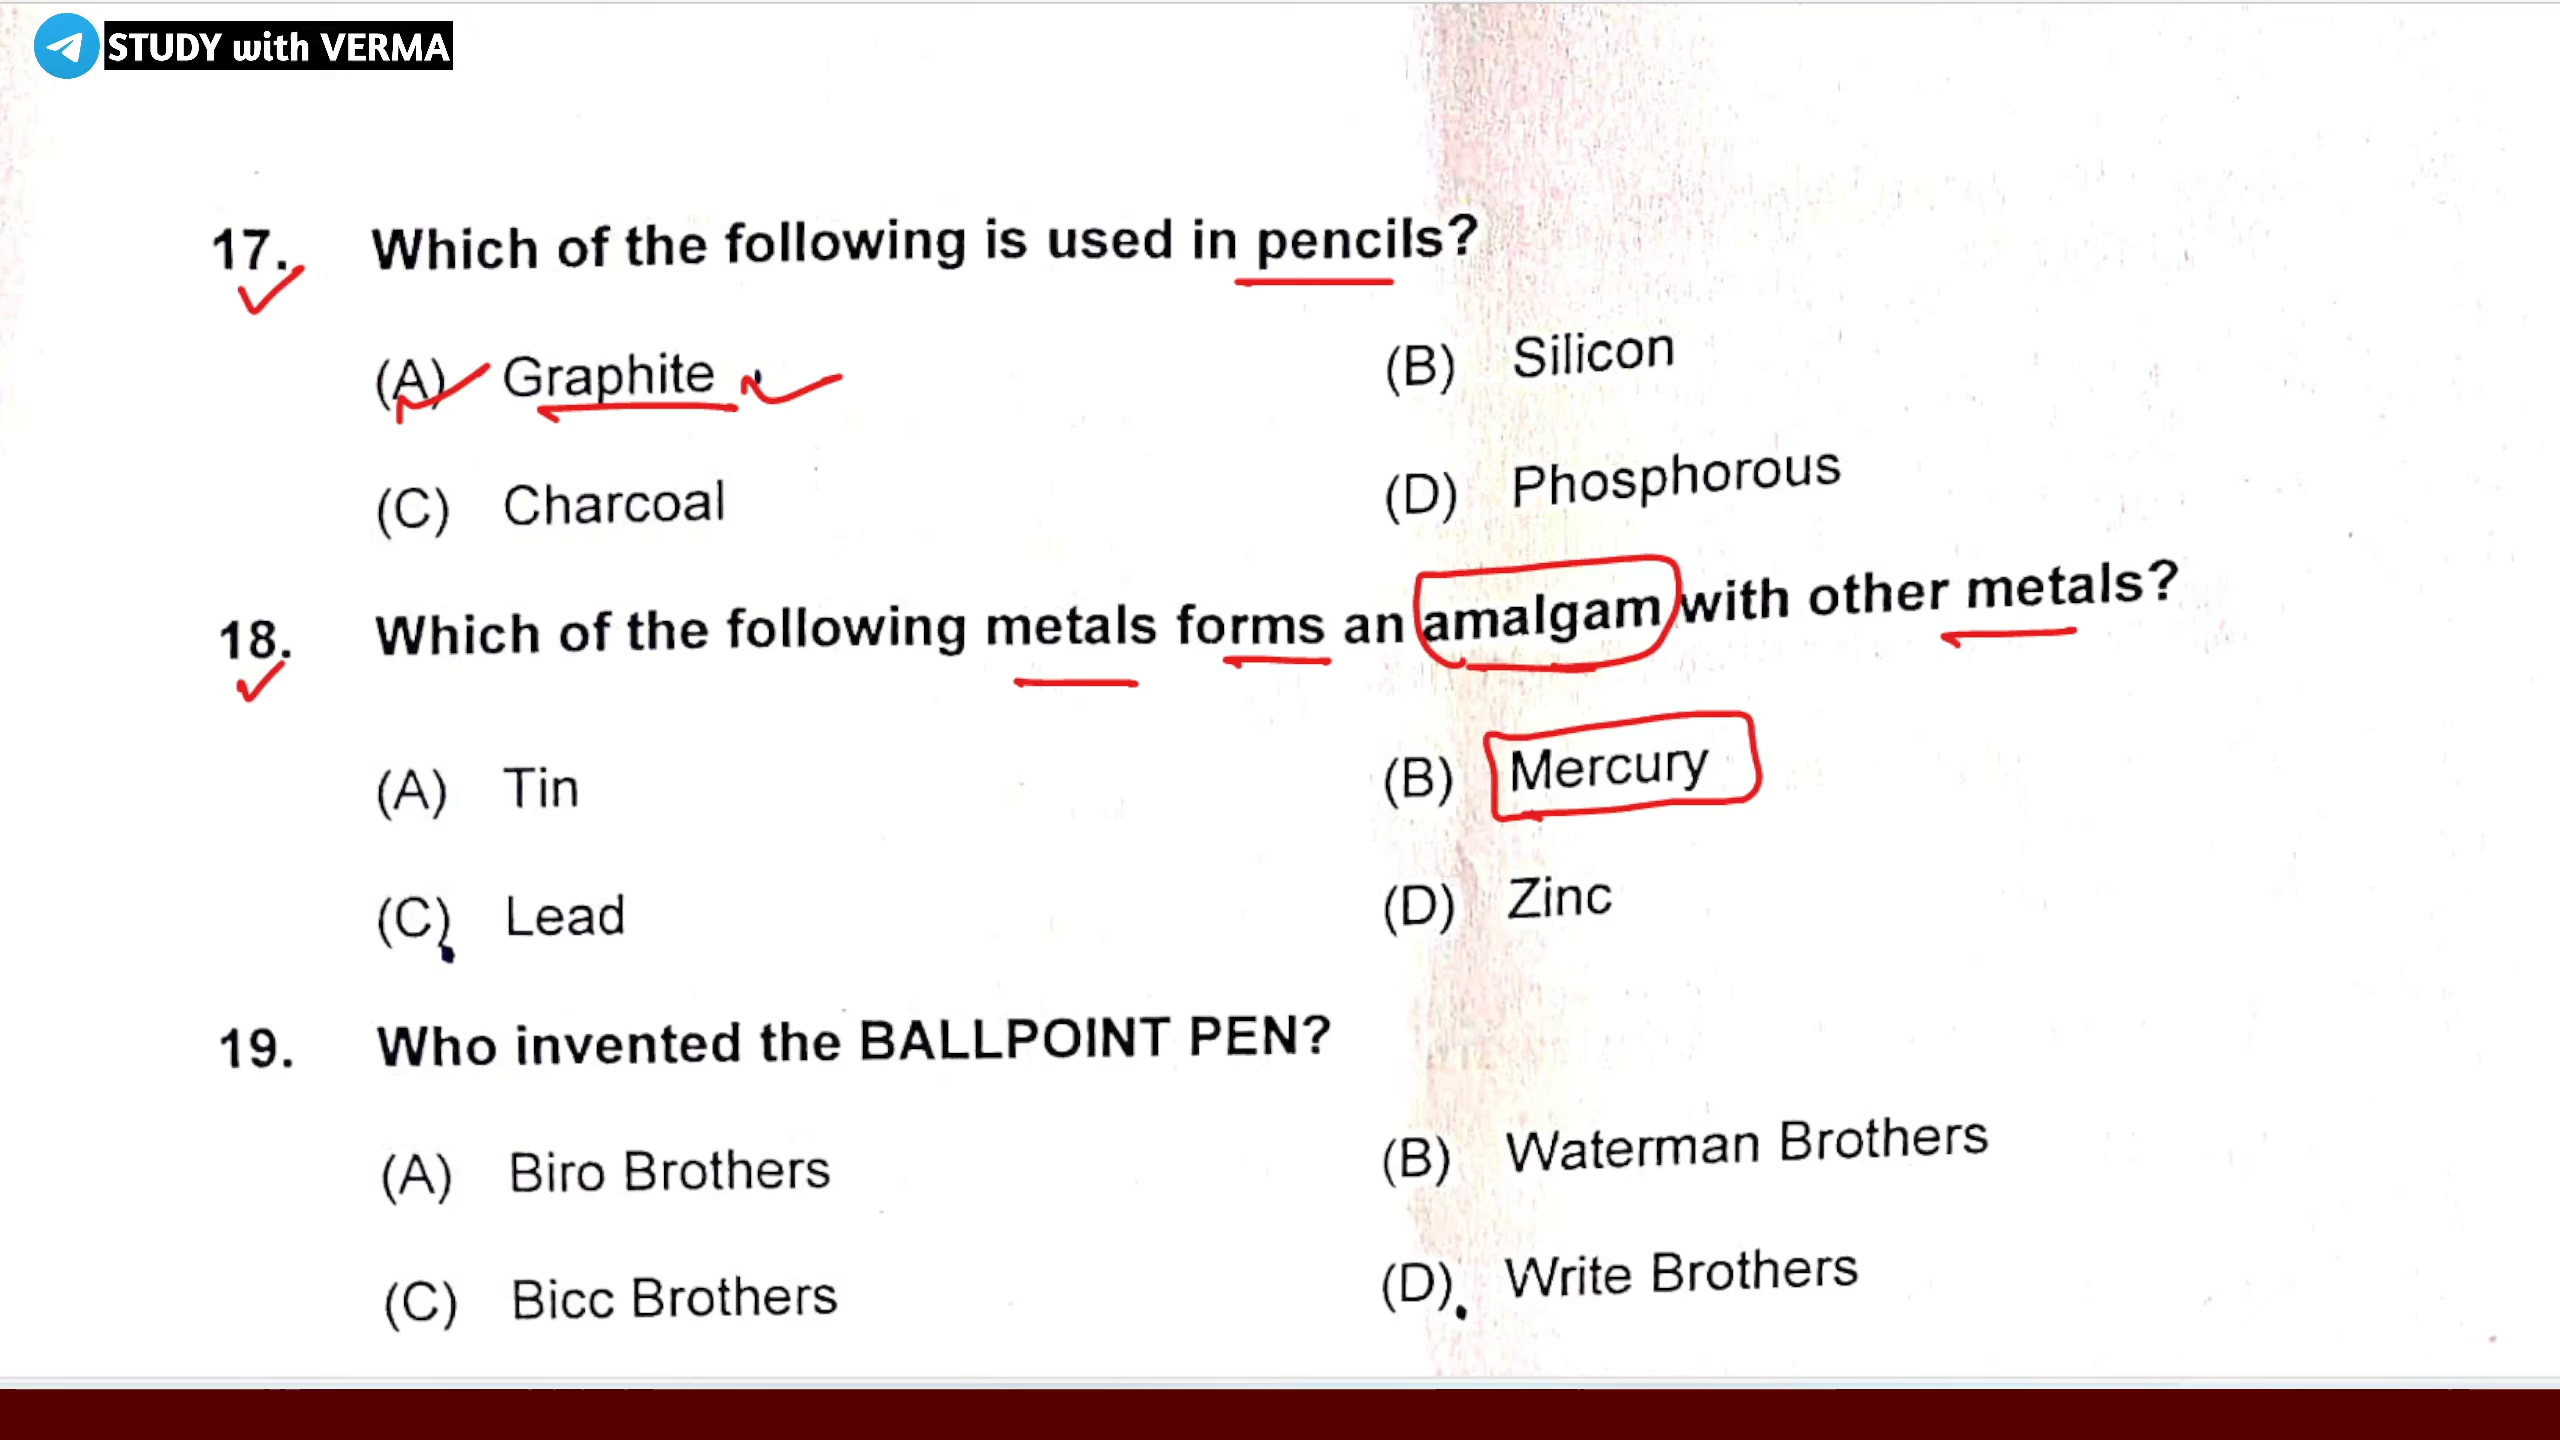 STUDY with VERMA
17. Which of the following is used in pencils?
(A) Graphite (B) Silicon
(C) Charcoal (D) Phosphorous
18. Which of the following metals forms an amalgam with other metals?
(A) Tin (B) Mercury
(C) Lead (D) Zinc
19. Who invented the BALLPOINT PEN?
(A) Biro Brothers (B) Waterman Brothers
(C) Bicc Brothers (D) Write Brothers